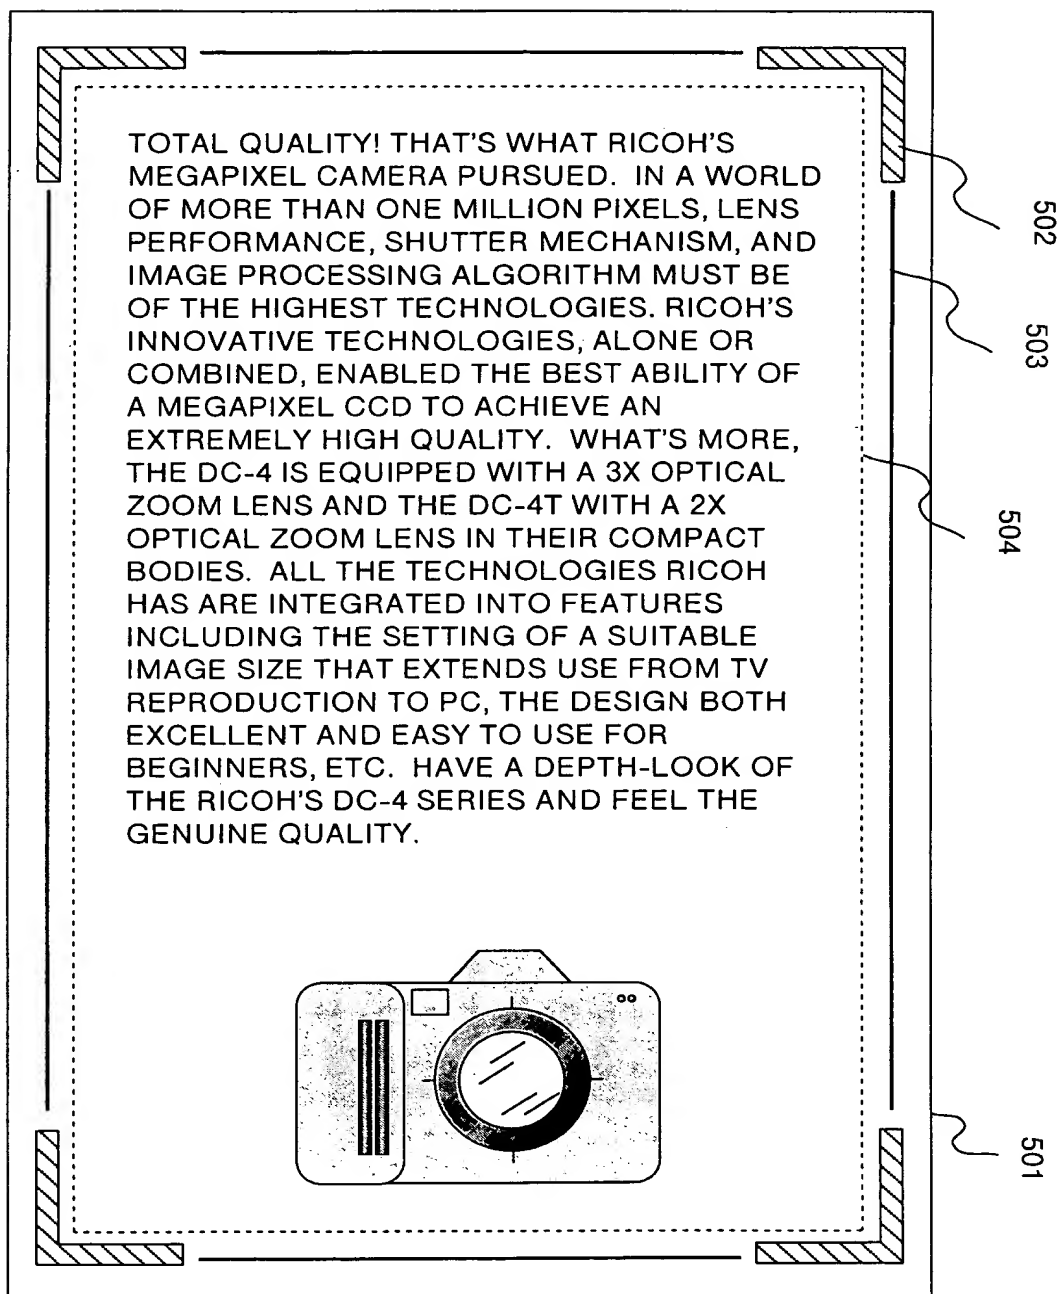 TOTAL QUALITY! THAT'S WHAT RICOH'S
MEGAPIXEL CAMERA PURSUED. IN A WORLD
OF MORE THAN ONE MILLION PIXELS, LENS
PERFORMANCE, SHUTTER MECHANISM, AND
IMAGE PROCESSING ALGORITHM MUST BE
OF THE HIGHEST TECHNOLOGIES. RICOH'S
INNOVATIVE TECHNOLOGIES, ALONE OR
COMBINED, ENABLED THE BEST ABILITY OF
A MEGAPIXEL CCD TO ACHIEVE AN
EXTREMELY HIGH QUALITY. WHAT'S MORE,
THE DC-4 IS EQUIPPED WITH A 3X OPTICAL
ZOOM LENS AND THE DC-4T WITH A 2X
OPTICAL ZOOM LENS IN THEIR COMPACT
BODIES. ALL THE TECHNOLOGIES RICOH
HAS ARE INTEGRATED INTO FEATURES
INCLUDING THE SETTING OF A SUITABLE
IMAGE SIZE THAT EXTENDS USE FROM TV
REPRODUCTION TO PC, THE DESIGN BOTH
EXCELLENT AND EASY TO USE FOR
BEGINNERS, ETC. HAVE A DEPTH-LOOK OF
THE RICOH'S DC-4 SERIES AND FEEL THE
GENUINE QUALITY.
502
503
504
501